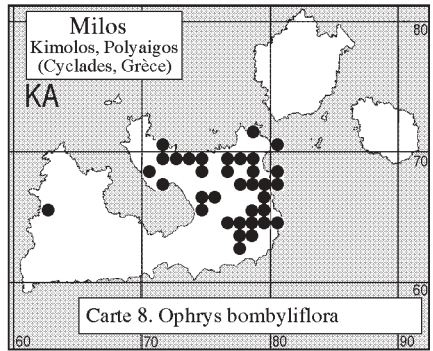 Milos
Kimolos, Polyaigos
(Cyclades, Grèce)
KA
80
70
60
Carte 8. Ophrys bombyliflora
60
70
80
90